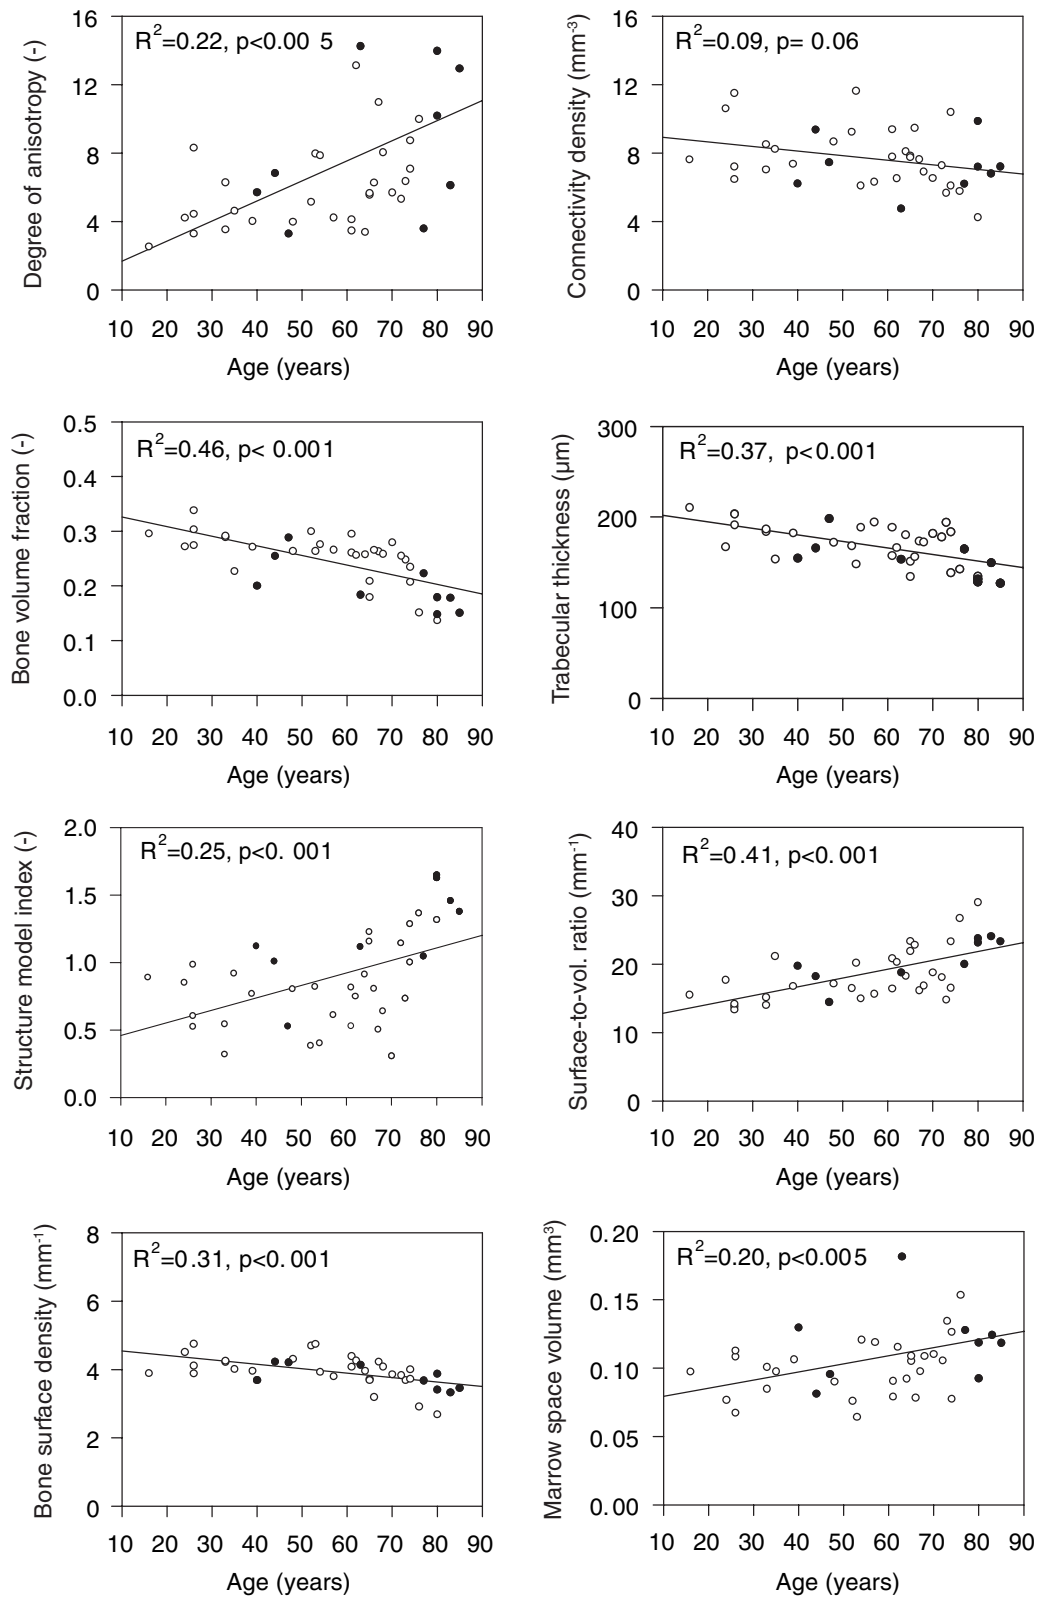 Degree of anisotropy (-)
R²=0.22, p<0.00 5
16
12
8
4
0
10 20 30 40 50 60 70 80 90
Age (years)
Connectivity density (mm⁻³)
R²=0.09, p= 0.06
16
12
8
4
0
10 20 30 40 50 60 70 80 90
Age (years)
Bone volume fraction (-)
R²=0.46, p< 0.001
0.5
0.4
0.3
0.2
0.1
0.0
10 20 30 40 50 60 70 80 90
Age (years)
Trabecular thickness (µm)
R²=0.37, p<0.001
300
200
100
0
10 20 30 40 50 60 70 80 90
Age (years)
Structure model index (-)
R²=0.25, p<0. 001
2.0
1.5
1.0
0.5
0.0
10 20 30 40 50 60 70 80 90
Age (years)
Surface-to-vol. ratio (mm⁻¹)
R²=0.41, p<0.001
40
30
20
10
0
10 20 30 40 50 60 70 80 90
Age (years)
Bone surface density (mm⁻¹)
R²=0.31, p<0.001
8
6
4
2
0
10 20 30 40 50 60 70 80 90
Age (years)
Marrow space volume (mm³)
R²=0.20, p<0.005
0.20
0.15
0.10
0.05
0.00
10 20 30 40 50 60 70 80 90
Age (years)